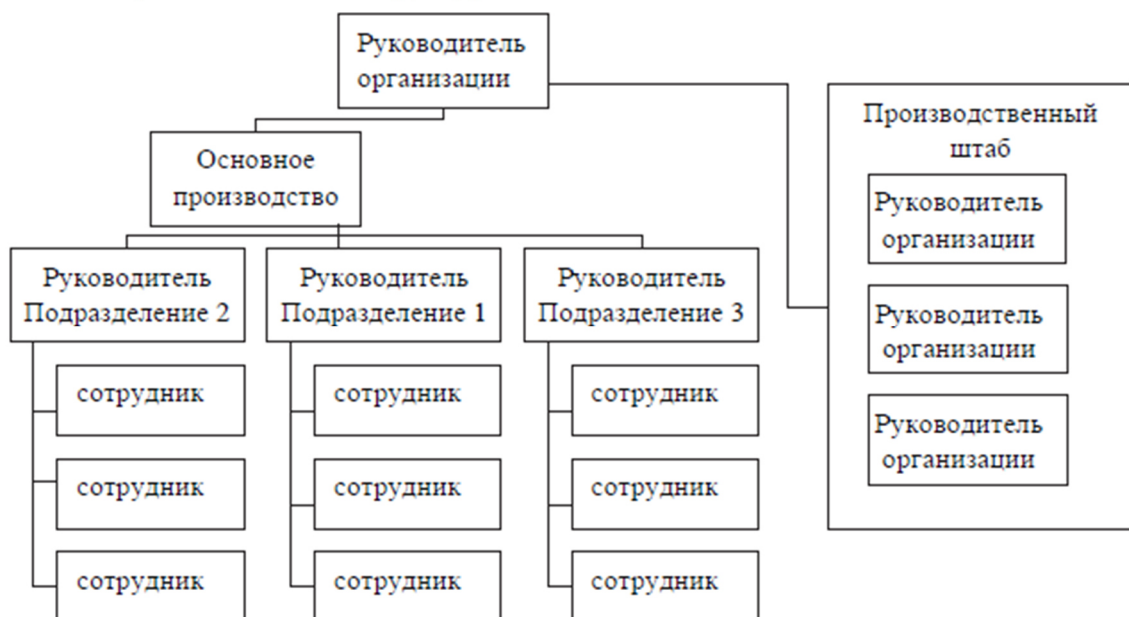 Руководитель
организации
Производственный
штаб
Основное
производство
Руководитель
организации
Руководитель
Подразделение 2
Руководитель
Подразделение 1
Руководитель
Подразделение 3
Руководитель
организации
сотрудник
сотрудник
сотрудник
Руководитель
организации
сотрудник
сотрудник
сотрудник
сотрудник
сотрудник
сотрудник